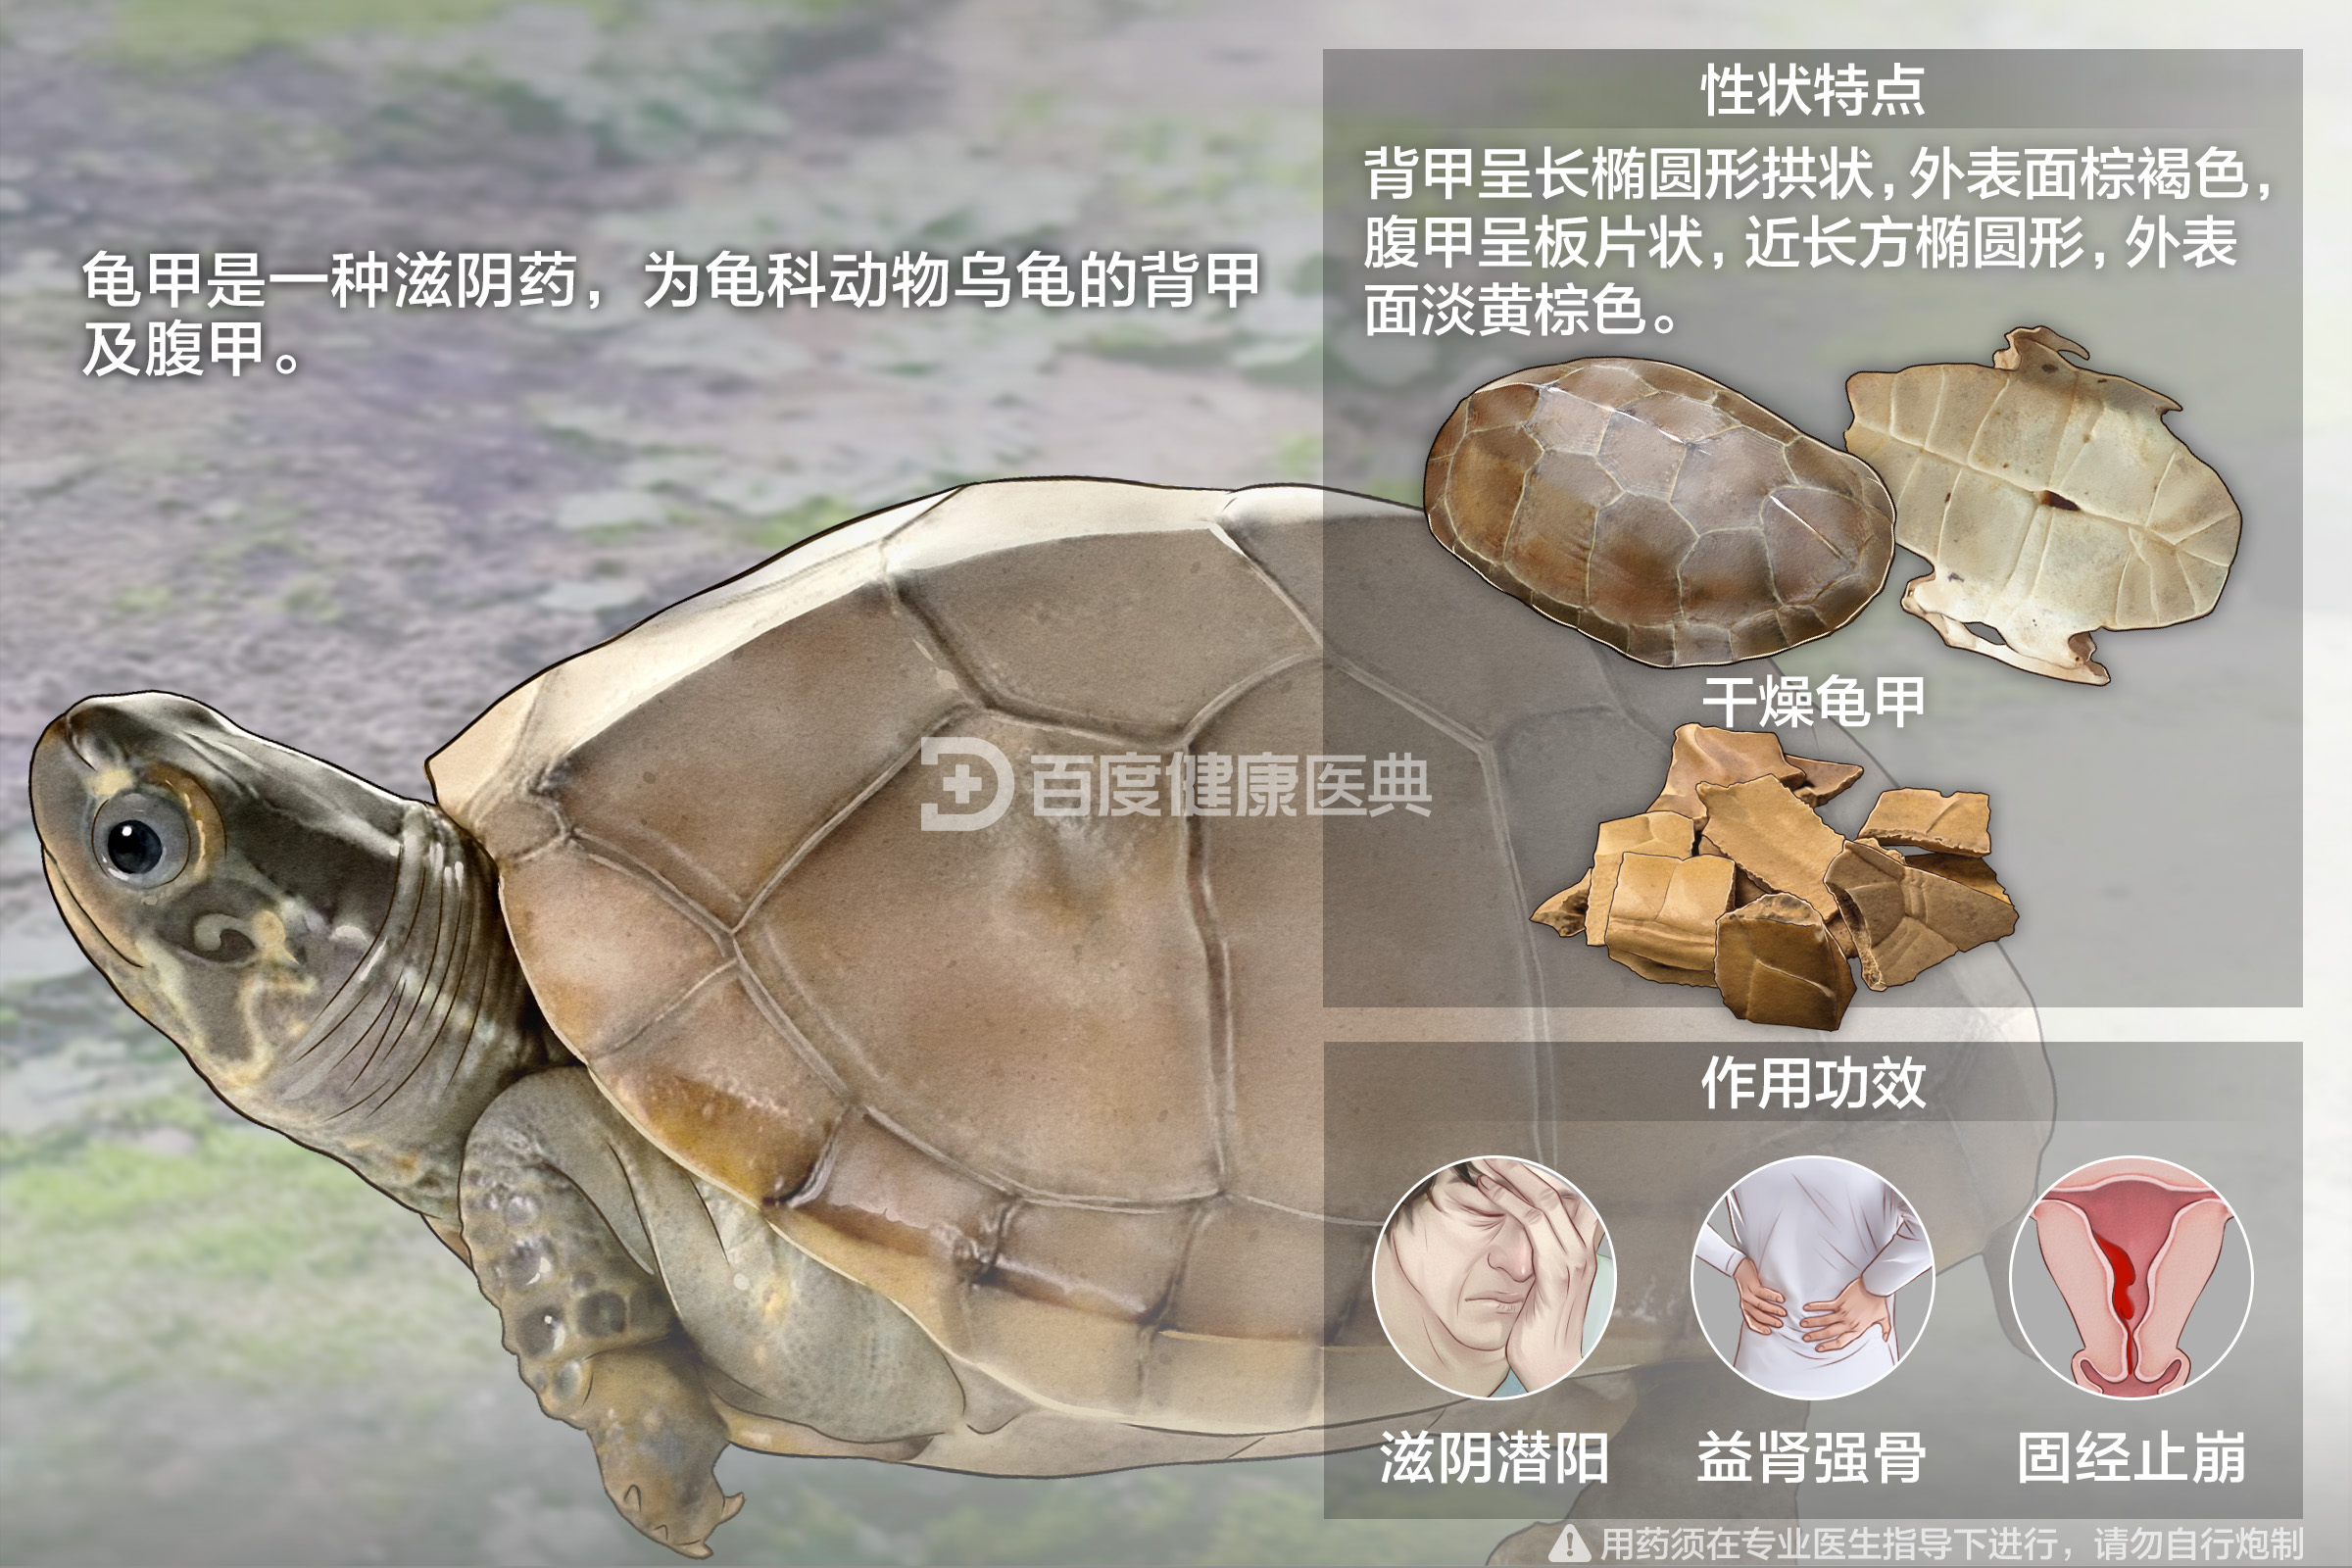 龟甲是一种滋阴药，为龟科动物乌龟的背甲
及腹甲。
性状特点
背甲呈长椭圆形拱状，外表面棕褐色，
腹甲呈板片状，近长方椭圆形，外表
面淡黄棕色。
干燥龟甲
百度健康医典
作用功效
滋阴潜阳
益肾强骨
固经止崩
用药须在专业医生指导下进行，请勿自行炮制